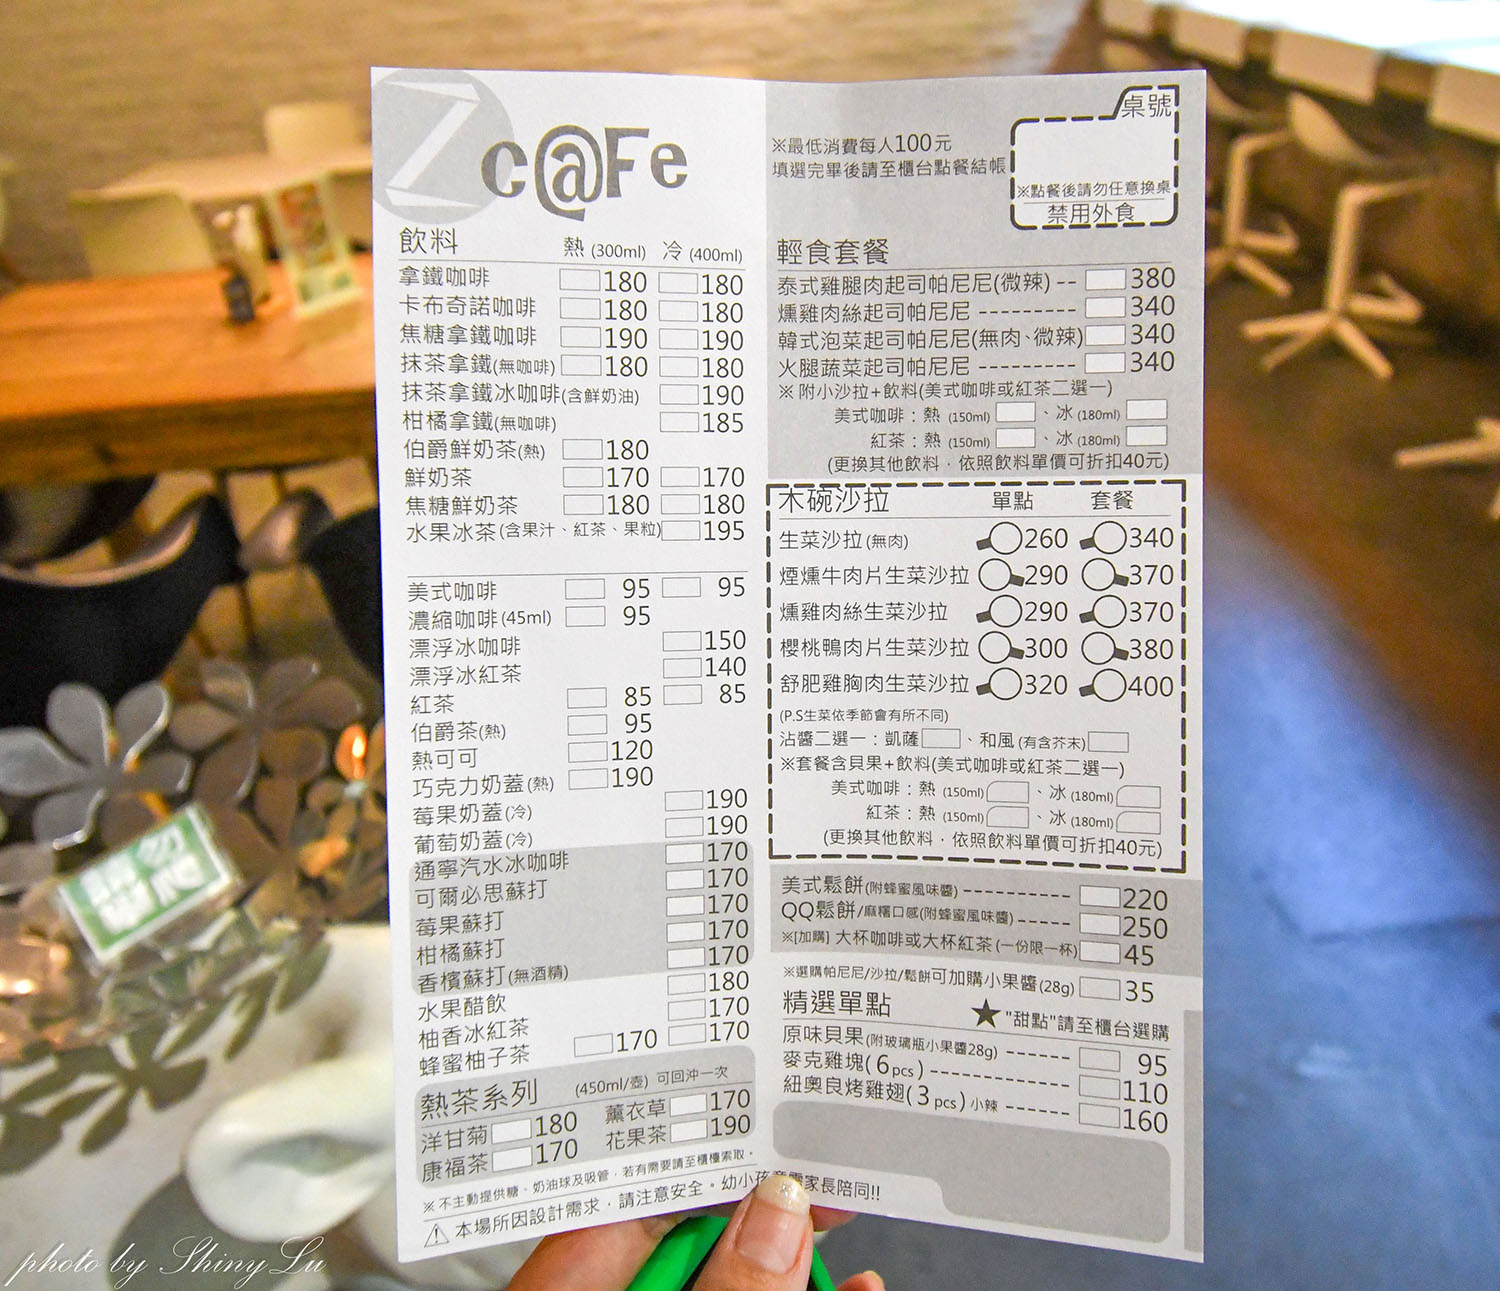 Z c@Fe
飲料 熱 (300ml) 冷 (400ml)
拿鐵咖啡 180 180
卡布奇諾咖啡 180 180
焦糖拿鐵咖啡 190 190
抹茶拿鐵(無咖啡) 180 180
抹茶拿鐵冰咖啡(含鮮奶油) 190
柑橘拿鐵(無咖啡) 185
伯爵鮮奶茶(熱) 180
鮮奶茶 170 170
焦糖鮮奶茶 180 180
水果冰茶(含果汁、紅茶、果粒) 195
美式咖啡 95 95
濃縮咖啡(45ml) 95
漂浮冰咖啡 150
漂浮冰紅茶 140
紅茶 85 85
伯爵茶(熱) 95
熱可可 120
巧克力奶蓋(熱) 190
莓果奶蓋(冷) 190
葡萄奶蓋(冷) 190
通寧汽水冰咖啡 170
可爾必思蘇打 170
莓果蘇打 170
柑橘蘇打 170
香檳蘇打(無酒精) 170
水果醋飲 180
柚香冰紅茶 170
蜂蜜柚子茶 170 170
熱茶系列 (450ml/壺) 可回沖一次
洋甘菊 180 薰衣草 170
康福茶 170 花果茶 190
※不主動提供糖、奶油球及吸管，若有需要請至櫃檯索取。
⚠本場所因設計需求，請注意安全。幼小孩童需家長陪同!!
桌號
※最低消費每人100元
填選完畢後請至櫃台點餐結帳
※點餐後請勿任意換桌
禁用外食
輕食套餐
泰式雞腿肉起司帕尼尼(微辣) -- 380
燻雞肉絲起司帕尼尼 --------- 340
韓式泡菜起司帕尼尼(無肉、微辣) 340
火腿蔬菜起司帕尼尼 --------- 340
※附小沙拉+飲料(美式咖啡或紅茶二選一)
美式咖啡：熱 (150ml) 、冰 (180ml)
紅茶：熱 (150ml) 、冰 (180ml)
(更換其他飲料，依照飲料單價可折扣40元)
木碗沙拉 單點 套餐
生菜沙拉(無肉) 260 340
煙燻牛肉片生菜沙拉 290 370
燻雞肉絲生菜沙拉 290 370
櫻桃鴨肉片生菜沙拉 300 380
舒肥雞胸肉生菜沙拉 320 400
(P.S生菜依季節會有所不同)
沾醬二選一：凱薩 、和風(有含芥末)
※套餐含貝果+飲料(美式咖啡或紅茶二選一)
美式咖啡：熱 (150ml) 、冰 (180ml)
紅茶：熱 (150ml) 、冰 (180ml)
(更換其他飲料，依照飲料單價可折扣40元)
美式鬆餅(附蜂蜜風味醬) ----------- 220
QQ鬆餅/麻糬口感(附蜂蜜風味醬) ----- 250
※[加購] 大杯咖啡或大杯紅茶(一份限一杯) 45
※選購帕尼尼/沙拉/鬆餅可加購小果醬(28g) 35
精選單點 ★"甜點"請至櫃台選購
原味貝果(附玻璃瓶小果醬28g) ------ 95
麥克雞塊(6pcs) ------------- 110
紐奧良烤雞翅(3pcs)小辣 ------ 160
photo by Shiny Lu